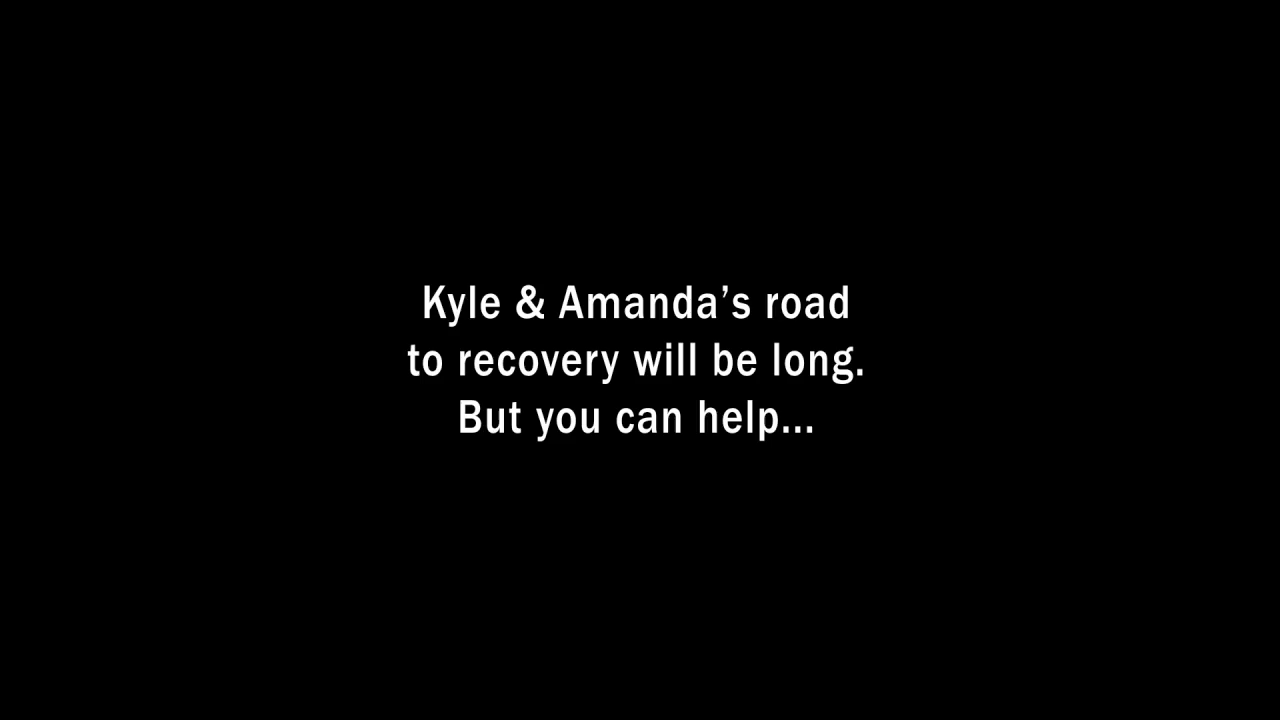 Kyle & Amanda’s road
to recovery will be long.
But you can help...